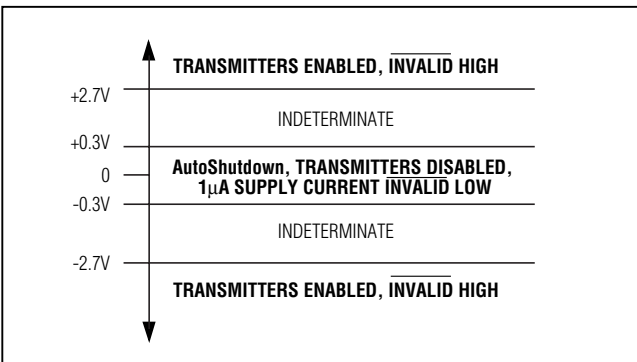 TRANSMITTERS ENABLED, INVALID HIGH
+2.7V
INDETERMINATE
+0.3V
AutoShutdown, TRANSMITTERS DISABLED,
0
1µA SUPPLY CURRENT INVALID LOW
-0.3V
INDETERMINATE
-2.7V
TRANSMITTERS ENABLED, INVALID HIGH